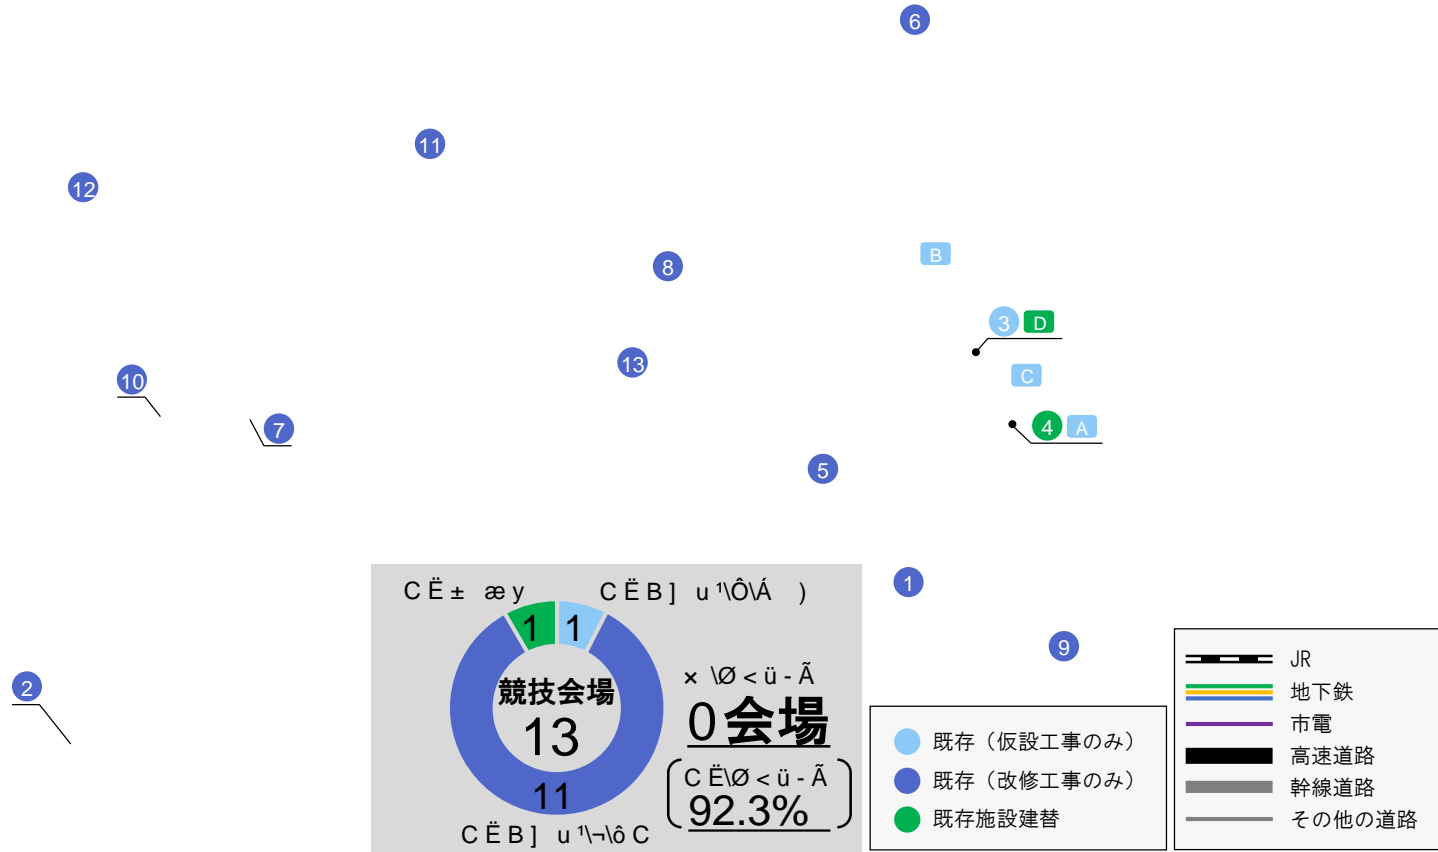 6
11
12
B
8
3 D
13
C
10
7
4 A
5
C Ë ± æ y
C Ë B ] u ¹\Ô\Á )
1
1 1
× \Ø < ü - Ã
9
2
競技会場
0会場
13
C Ë\Ø < ü - Ã
92.3%
11
C Ë B ] u ¹\¬\ô C
既存（仮設工事のみ）
既存（改修工事のみ）
既存施設建替
JR
地下鉄
市電
高速道路
幹線道路
その他の道路